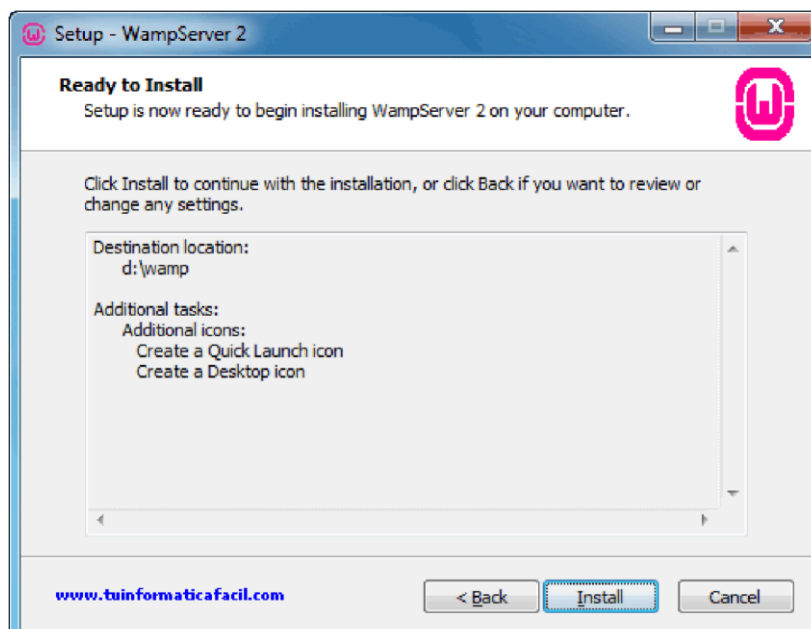 Setup - WampServer 2
Ready to Install
Setup is now ready to begin installing WampServer 2 on your computer.
Click Install to continue with the installation, or click Back if you want to review or
change any settings.
Destination location:
d:\wamp
Additional tasks:
Additional icons:
Create a Quick Launch icon
Create a Desktop icon
www.tuinformaticafacil.com
< Back
Install
Cancel